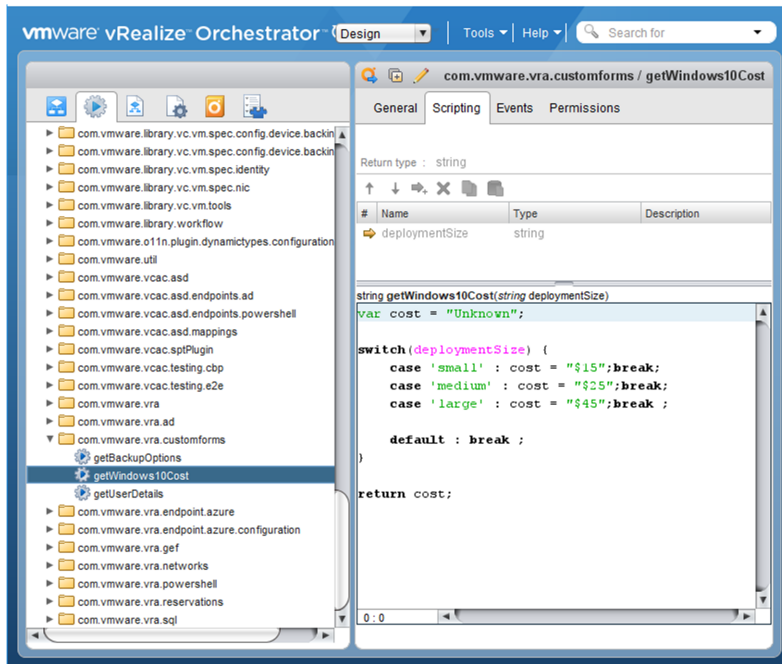 vmware vRealize™ Orchestrator™
Design
Tools
Help
Search for
com.vmware.library.vc.vm.spec.config.device.backin
com.vmware.library.vc.vm.spec.config.device.backin
com.vmware.library.vc.vm.spec.identity
com.vmware.library.vc.vm.spec.nic
com.vmware.library.vc.vm.tools
com.vmware.library.workflow
com.vmware.o11n.plugin.dynamictypes.configuration
com.vmware.util
com.vmware.vcac.asd
com.vmware.vcac.asd.endpoints.ad
com.vmware.vcac.asd.endpoints.powershell
com.vmware.vcac.asd.mappings
com.vmware.vcac.sptPlugin
com.vmware.vcac.testing.cbp
com.vmware.vcac.testing.e2e
com.vmware.vra
com.vmware.vra.ad
com.vmware.vra.customforms
getBackupOptions
getWindows10Cost
getUserDetails
com.vmware.vra.endpoint.azure
com.vmware.vra.endpoint.azure.configuration
com.vmware.vra.gef
com.vmware.vra.networks
com.vmware.vra.powershell
com.vmware.vra.reservations
com.vmware.vra.sql
com.vmware.vra.customforms / getWindows10Cost
General Scripting Events Permissions
Return type : string
# Name Type Description
deploymentSize string
string getWindows10Cost(string deploymentSize)
var cost = "Unknown";
switch(deploymentSize) {
case 'small' : cost = "$15";break;
case 'medium' : cost = "$25";break;
case 'large' : cost = "$45";break ;
default : break ;
}
return cost;
0 : 0